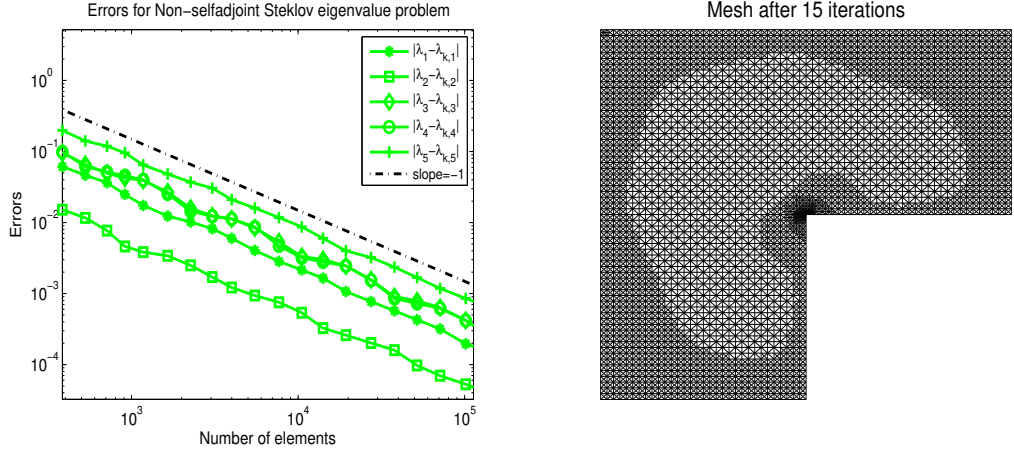 Errors for Non-selfadjoint Steklov eigenvalue problem
|λ1-λk,1|
|λ2-λk,2|
|λ3-λk,3|
|λ4-λk,4|
|λ5-λk,5|
slope=-1
Errors
10^0
10^-1
10^-2
10^-3
10^-4
10^3
10^4
10^5
Number of elements
Mesh after 15 iterations